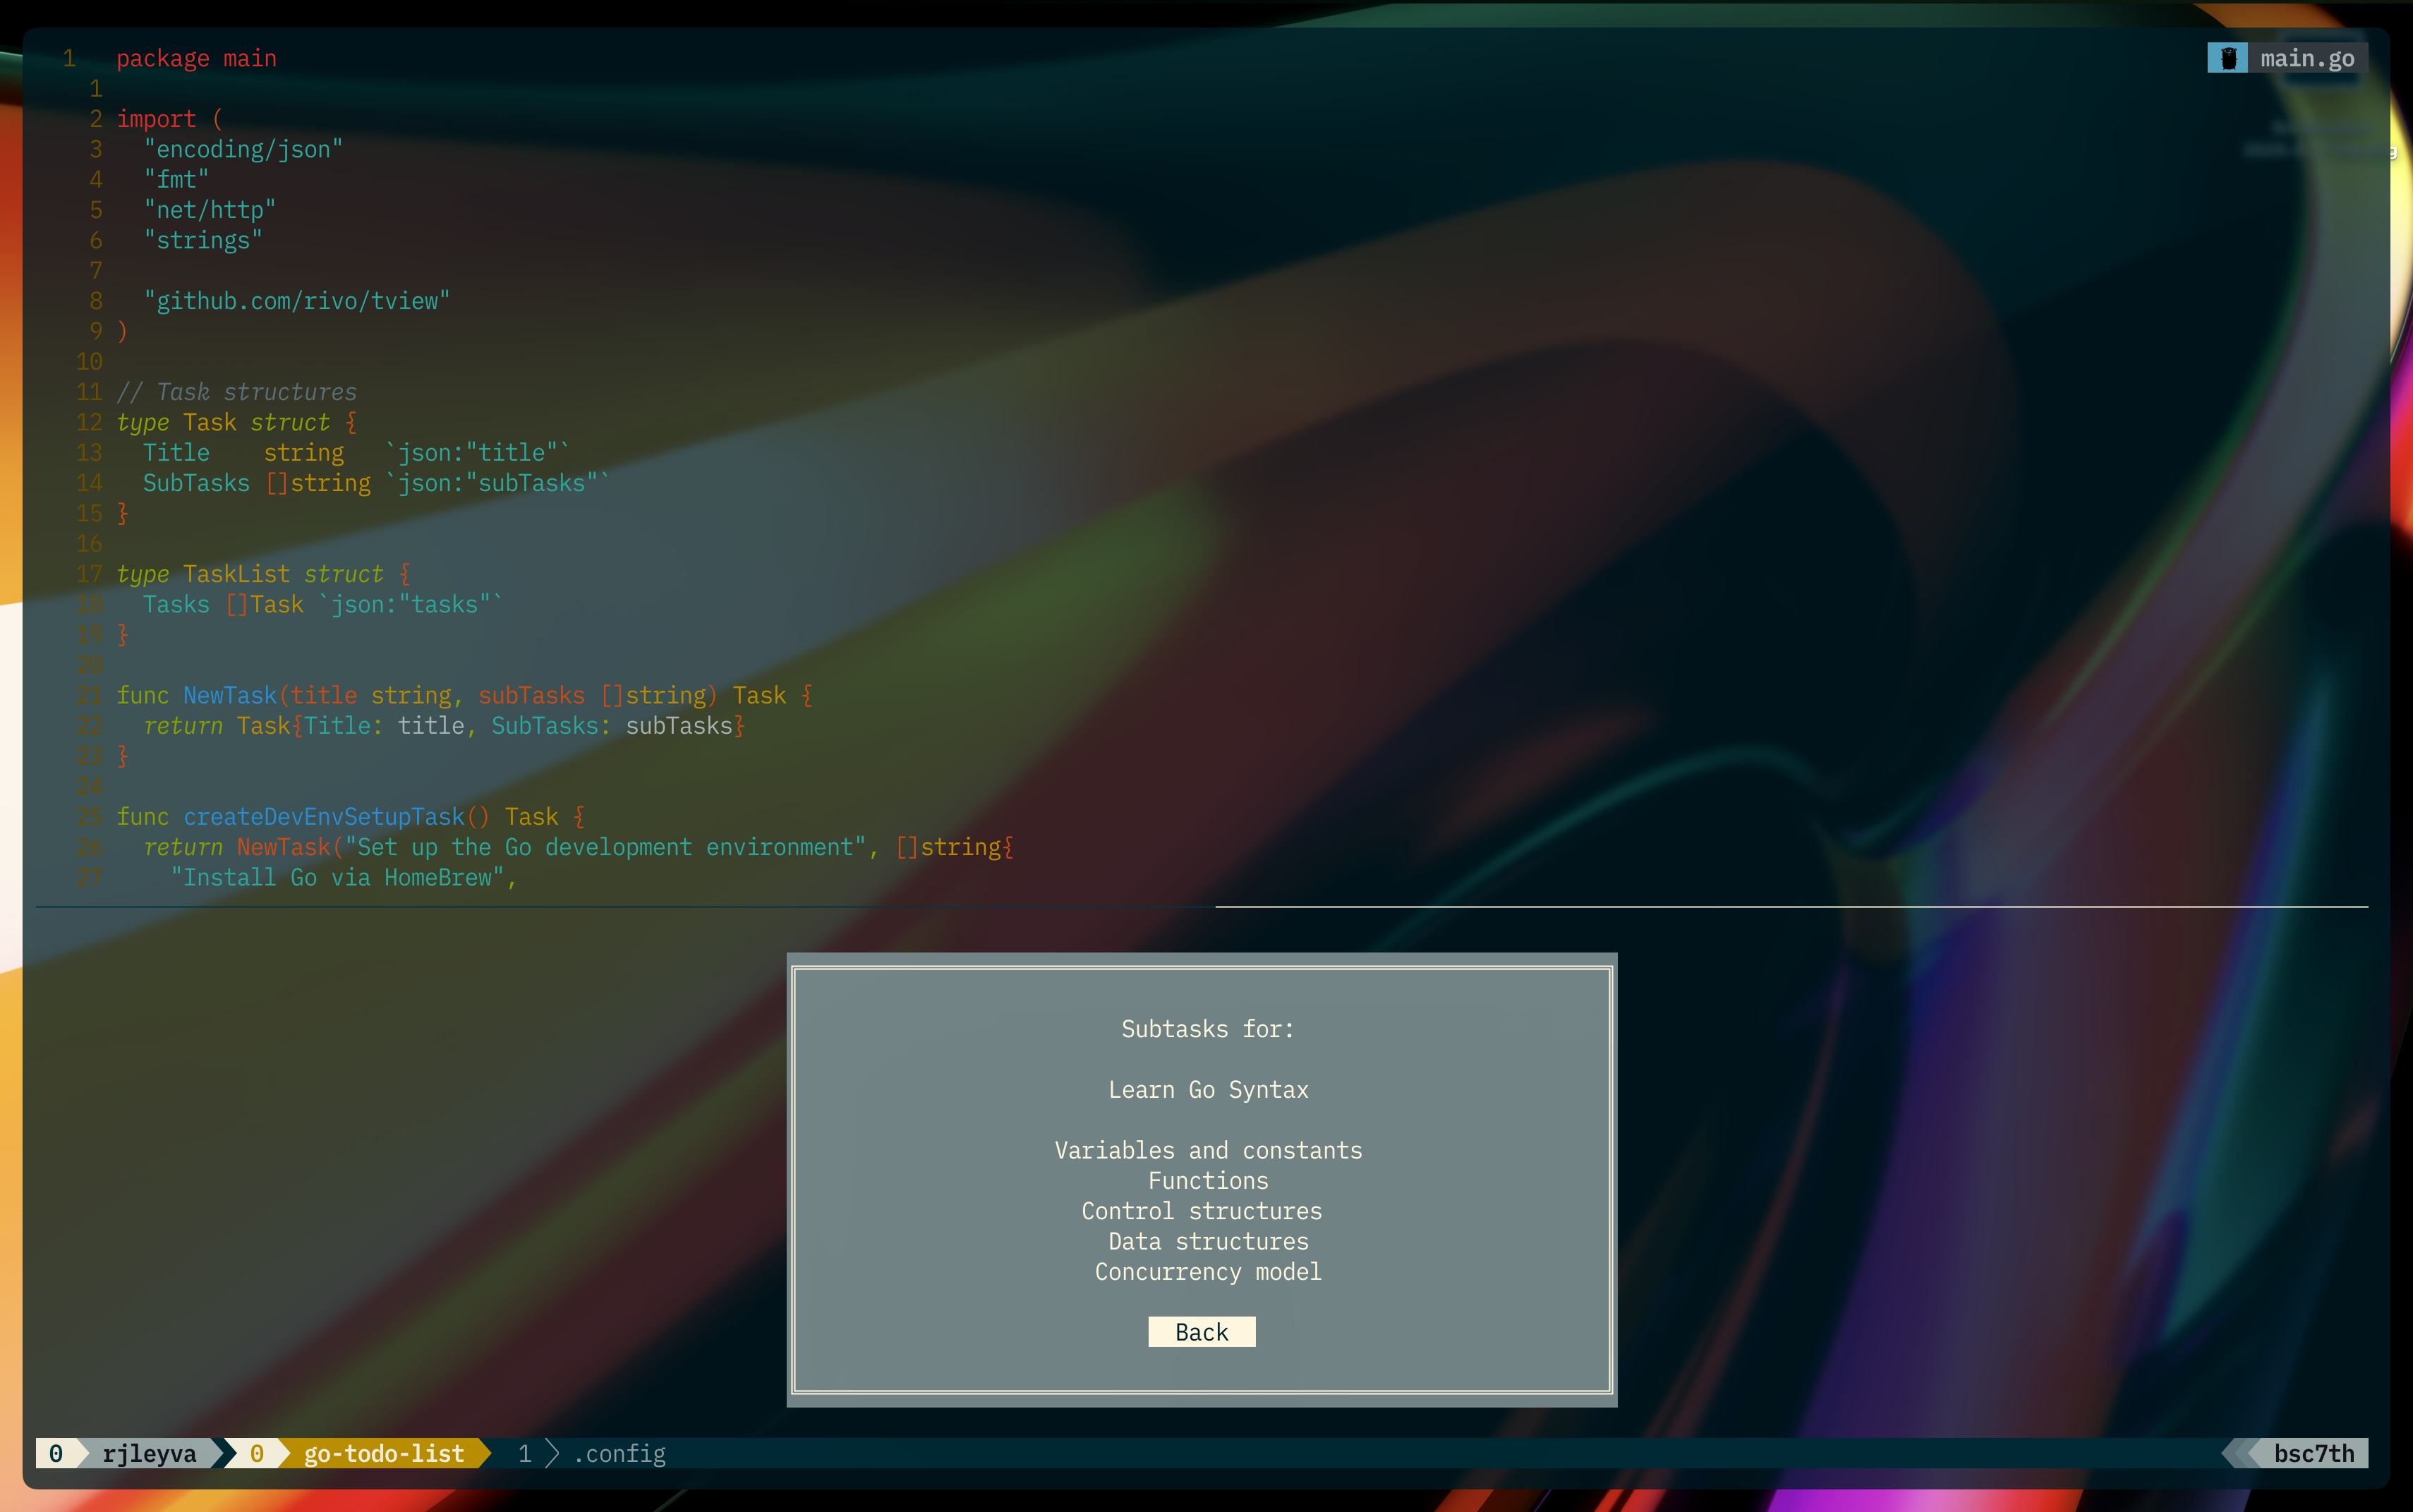 1   package main
main.go
1
2 import (
3   "encoding/json"
4   "fmt"
5   "net/http"
6   "strings"
7
8   "github.com/rivo/tview"
9 )
10
11 // Task structures
12 type Task struct {
13   Title    string   `json:"title"`
14   SubTasks []string `json:"subTasks"`
15 }
16
17 type TaskList struct {
18   Tasks []Task `json:"tasks"`
19 }
20
21 func NewTask(title string, subTasks []string) Task {
22   return Task{Title: title, SubTasks: subTasks}
23 }
24
25 func createDevEnvSetupTask() Task {
26   return NewTask("Set up the Go development environment", []string{
27     "Install Go via HomeBrew",
Subtasks for:
Learn Go Syntax
Variables and constants
Functions
Control structures
Data structures
Concurrency model
Back
0 rjleyva 0 go-todo-list 1 .config bsc7th